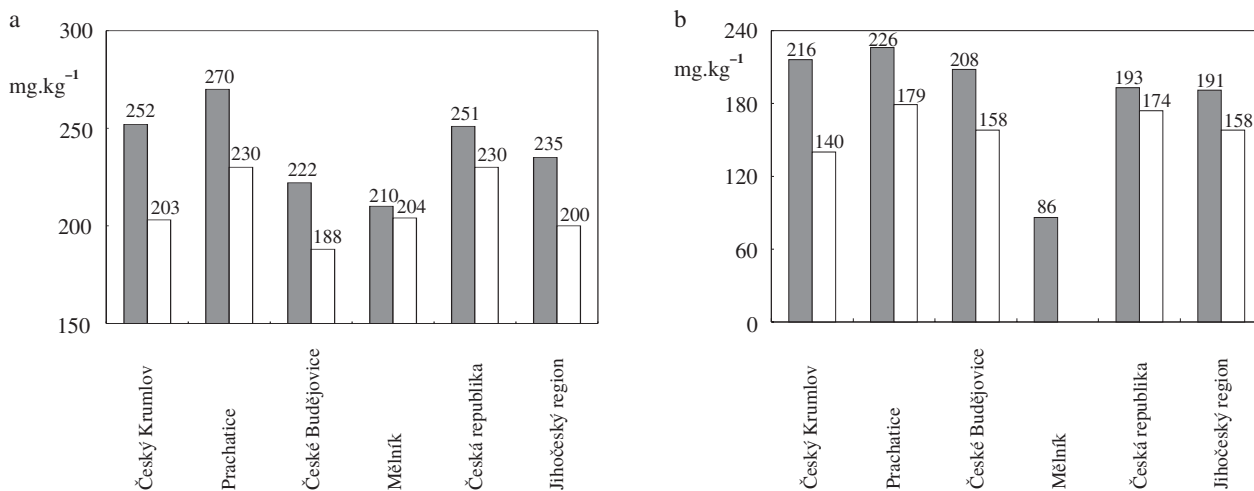 a
300
mg.kg⁻¹
250
200
150
252
203
270
230
222
188
210
204
251
230
235
200
Český Krumlov
Prachatice
České Budějovice
Mělník
Česká republika
Jihočeský region
b
240
mg.kg⁻¹
180
120
60
0
216
140
226
179
208
158
86
193
174
191
158
Český Krumlov
Prachatice
České Budějovice
Mělník
Česká republika
Jihočeský region